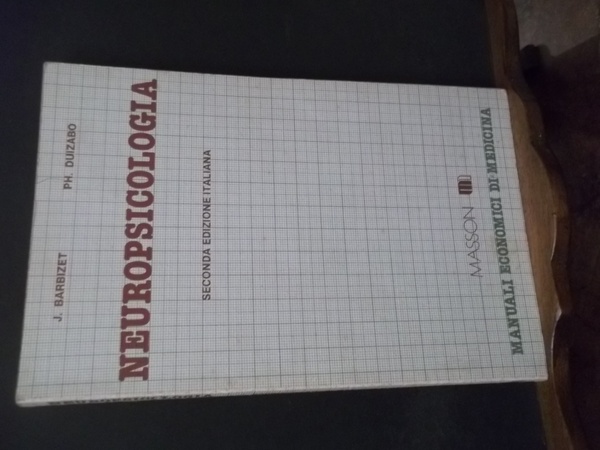 J. BARBIZET PH. DUIZABO
NEUROPSICOLOGIA
SECONDA EDIZIONE ITALIANA
MASSON
MANUALI ECONOMICI DI MEDICINA